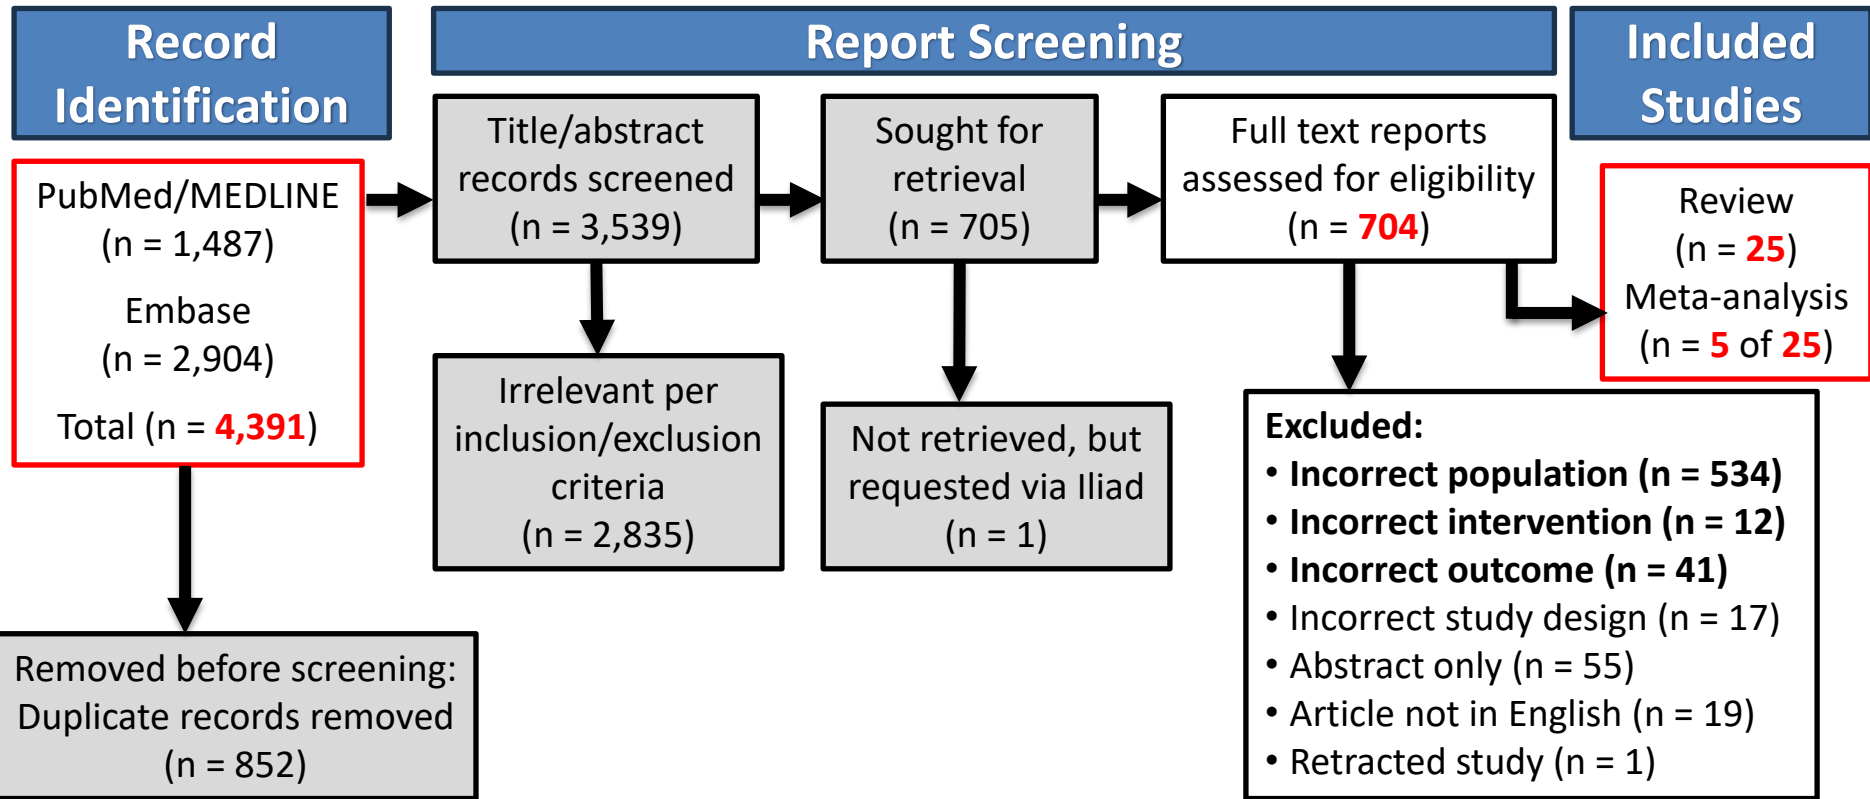 Record
Identification
PubMed/MEDLINE
(n = 1,487)
Embase
(n = 2,904)
Total (n = 4,391)
Removed before screening:
Duplicate records removed
(n = 852)
Report Screening
Title/abstract
records screened
(n = 3,539)
Irrelevant per
inclusion/exclusion
criteria
(n = 2,835)
Sought for
retrieval
(n = 705)
Not retrieved, but
requested via Iliad
(n = 1)
Full text reports
assessed for eligibility
(n = 704)
Excluded:
• Incorrect population (n = 534)
• Incorrect intervention (n = 12)
• Incorrect outcome (n = 41)
• Incorrect study design (n = 17)
• Abstract only (n = 55)
• Article not in English (n = 19)
• Retracted study (n = 1)
Included
Studies
Review
(n = 25)
Meta-analysis
(n = 5 of 25)